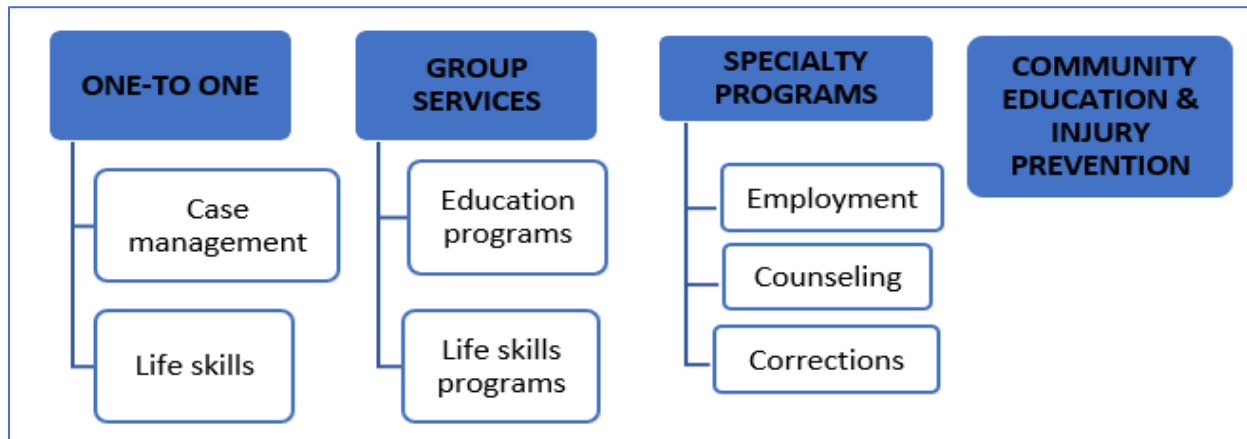 ONE-TO ONE
Case
management
Life skills
GROUP
SERVICES
Education
programs
Life skills
programs
SPECIALTY
PROGRAMS
Employment
Counseling
Corrections
COMMUNITY
EDUCATION &
INJURY
PREVENTION